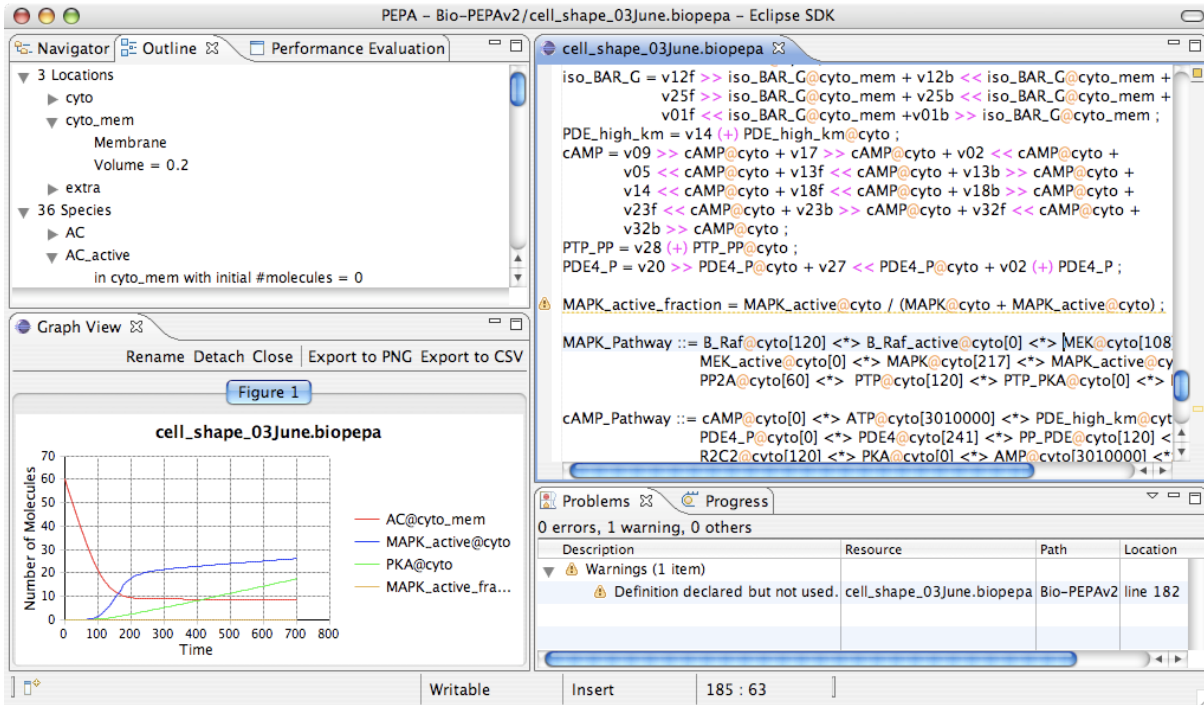 PEPA – Bio-PEPAv2/cell_shape_03June.biopepa – Eclipse SDK
Navigator Outline Performance Evaluation
3 Locations
cyto
cyto_mem
Membrane
Volume = 0.2
extra
36 Species
AC
AC_active
in cyto_mem with initial #molecules = 0
cell_shape_03June.biopepa
iso_BAR_G = v12f >> iso_BAR_G@cyto_mem + v12b << iso_BAR_G@cyto_mem +
v25f >> iso_BAR_G@cyto_mem + v25b << iso_BAR_G@cyto_mem +
v01f << iso_BAR_G@cyto_mem +v01b >> iso_BAR_G@cyto_mem ;
PDE_high_km = v14 (+) PDE_high_km@cyto ;
cAMP = v09 >> cAMP@cyto + v17 >> cAMP@cyto + v02 << cAMP@cyto +
v05 << cAMP@cyto + v13f << cAMP@cyto + v13b >> cAMP@cyto +
v14 << cAMP@cyto + v18f << cAMP@cyto + v18b >> cAMP@cyto +
v23f << cAMP@cyto + v23b >> cAMP@cyto + v32f << cAMP@cyto +
v32b >> cAMP@cyto ;
PTP_PP = v28 (+) PTP_PP@cyto ;
PDE4_P = v20 >> PDE4_P@cyto + v27 << PDE4_P@cyto + v02 (+) PDE4_P ;
MAPK_active_fraction = MAPK_active@cyto / (MAPK@cyto + MAPK_active@cyto) ;
MAPK_Pathway ::= B_Raf@cyto[120] <*> B_Raf_active@cyto[0] <*> MEK@cyto[108
MEK_active@cyto[0] <*> MAPK@cyto[217] <*> MAPK_active@cy
PP2A@cyto[60] <*> PTP@cyto[120] <*> PTP_PKA@cyto[0] <*>
cAMP_Pathway ::= cAMP@cyto[0] <*> ATP@cyto[3010000] <*> PDE_high_km@cyt
PDE4_P@cyto[0] <*> PDE4@cyto[241] <*> PP_PDE@cyto[120] <
R2C2@cyto[120] <*> PKA@cyto[0] <*> AMP@cyto[3010000] <*
Graph View
Rename Detach Close Export to PNG Export to CSV
Figure 1
cell_shape_03June.biopepa
Number of Molecules
70
60
50
40
30
20
10
0
0 100 200 300 400 500 600 700 800
Time
AC@cyto_mem
MAPK_active@cyto
PKA@cyto
MAPK_active_fra...
Problems Progress
0 errors, 1 warning, 0 others
Description Resource Path Location
Warnings (1 item)
Definition declared but not used. cell_shape_03June.biopepa Bio-PEPAv2 line 182
Writable Insert 185 : 63